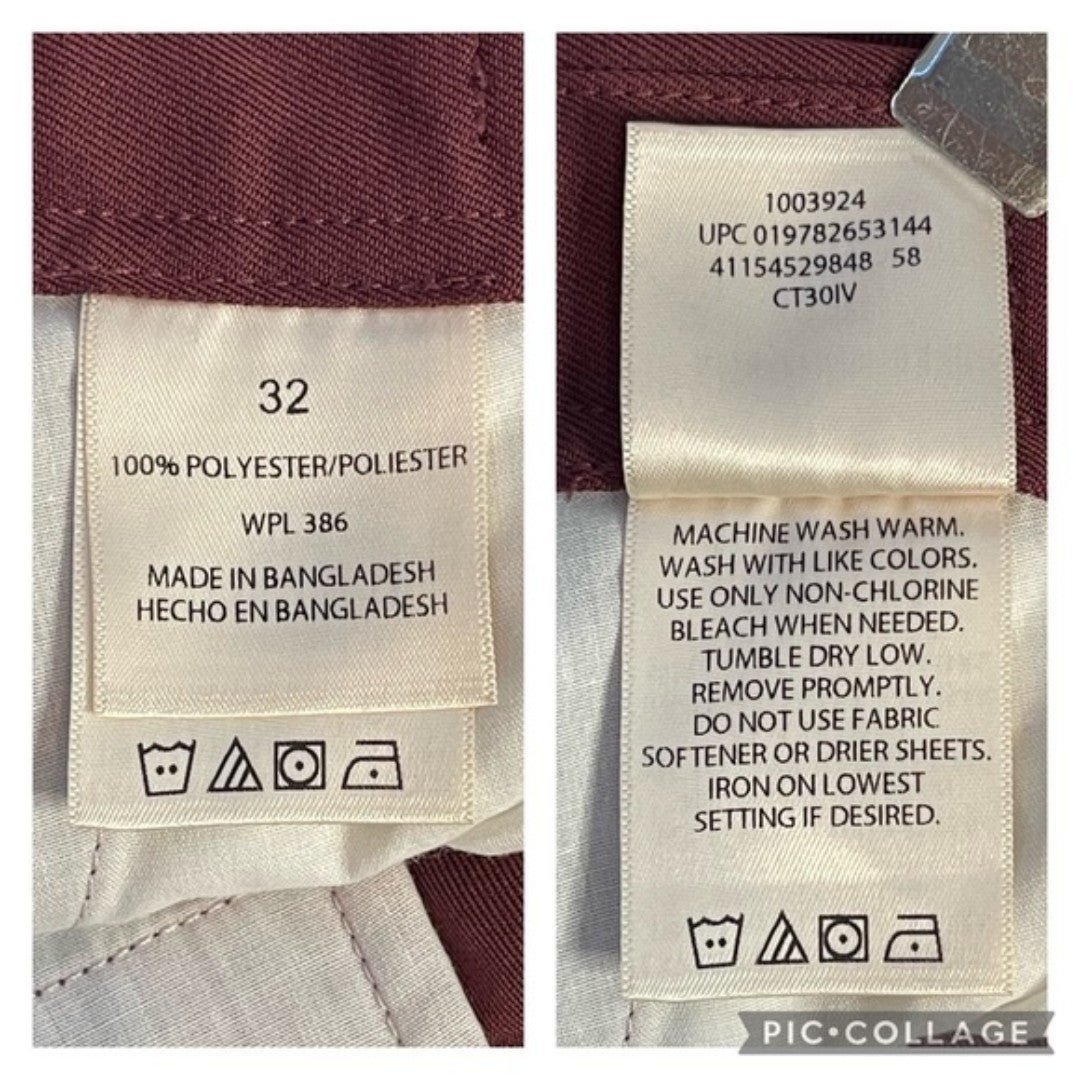 32
100% POLYESTER/POLIESTER
WPL 386
MADE IN BANGLADESH
HECHO EN BANGLADESH
1003924
UPC 019782653144
41154529848 58
CT30IV
MACHINE WASH WARM.
WASH WITH LIKE COLORS.
USE ONLY NON-CHLORINE
BLEACH WHEN NEEDED.
TUMBLE DRY LOW.
REMOVE PROMPTLY.
DO NOT USE FABRIC
SOFTENER OR DRIER SHEETS.
IRON ON LOWEST
SETTING IF DESIRED.
PIC•COLLAGE